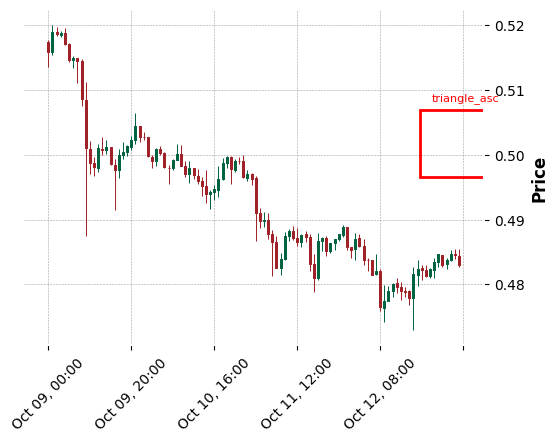 0.52
0.51
0.50
0.49
0.48
Price
triangle_asc
Oct 09, 00:00
Oct 09, 20:00
Oct 10, 16:00
Oct 11, 12:00
Oct 12, 08:00